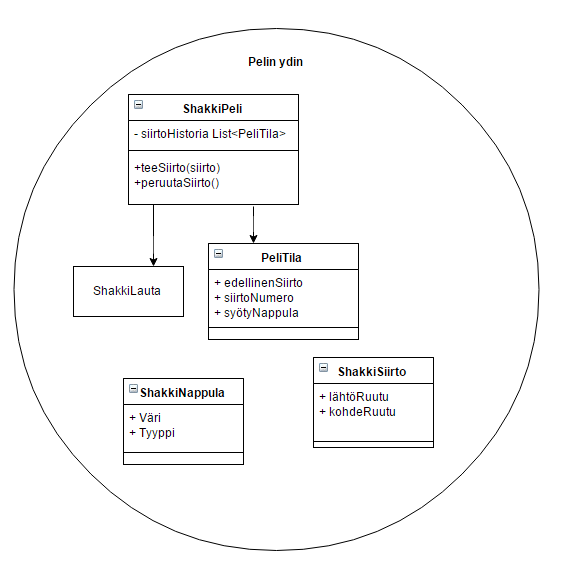 Pelin ydin
ShakkiPeli
- siirtoHistoria List<PeliTila>
+teeSiirto(siirto)
+peruutaSiirto()
ShakkiLauta
PeliTila
+ edellinenSiirto
+ siirtoNumero
+ syötyNappula
ShakkiNappula
+ Väri
+ Tyyppi
ShakkiSiirto
+ lähtöRuutu
+ kohdeRuutu